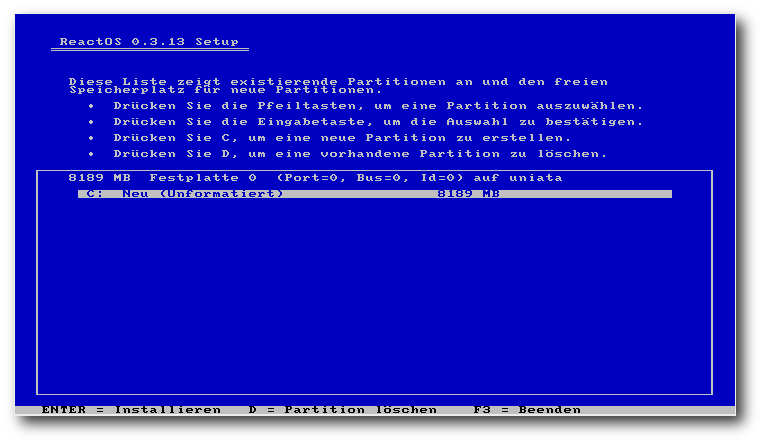 ReactOS 0.3.13 Setup
Diese Liste zeigt existierende Partitionen an und den freien
Speicherplatz für neue Partitionen.
• Drücken Sie die Pfeiltasten, um eine Partition auszuwählen.
• Drücken Sie die Eingabetaste, um die Auswahl zu bestätigen.
• Drücken Sie C, um eine neue Partition zu erstellen.
• Drücken Sie D, um eine vorhandene Partition zu löschen.
8189 MB Festplatte 0 (Port=0, Bus=0, Id=0) auf uniata
C: Neu (Unformatiert) 8189 MB
ENTER = Installieren D = Partition löschen F3 = Beenden